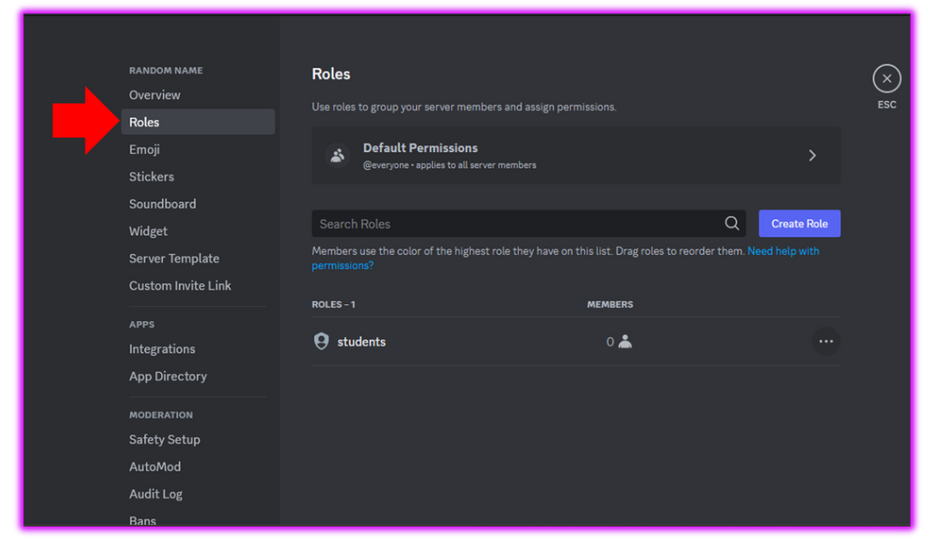 RANDOM NAME
Overview
Roles
Emoji
Stickers
Soundboard
Widget
Server Template
Custom Invite Link
APPS
Integrations
App Directory
MODERATION
Safety Setup
AutoMod
Audit Log
Bans
Roles
Use roles to group your server members and assign permissions.
Default Permissions
@everyone • applies to all server members
Search Roles
Create Role
Members use the color of the highest role they have on this list. Drag roles to reorder them. Need help with
permissions?
ROLES – 1 MEMBERS
students 0
ESC